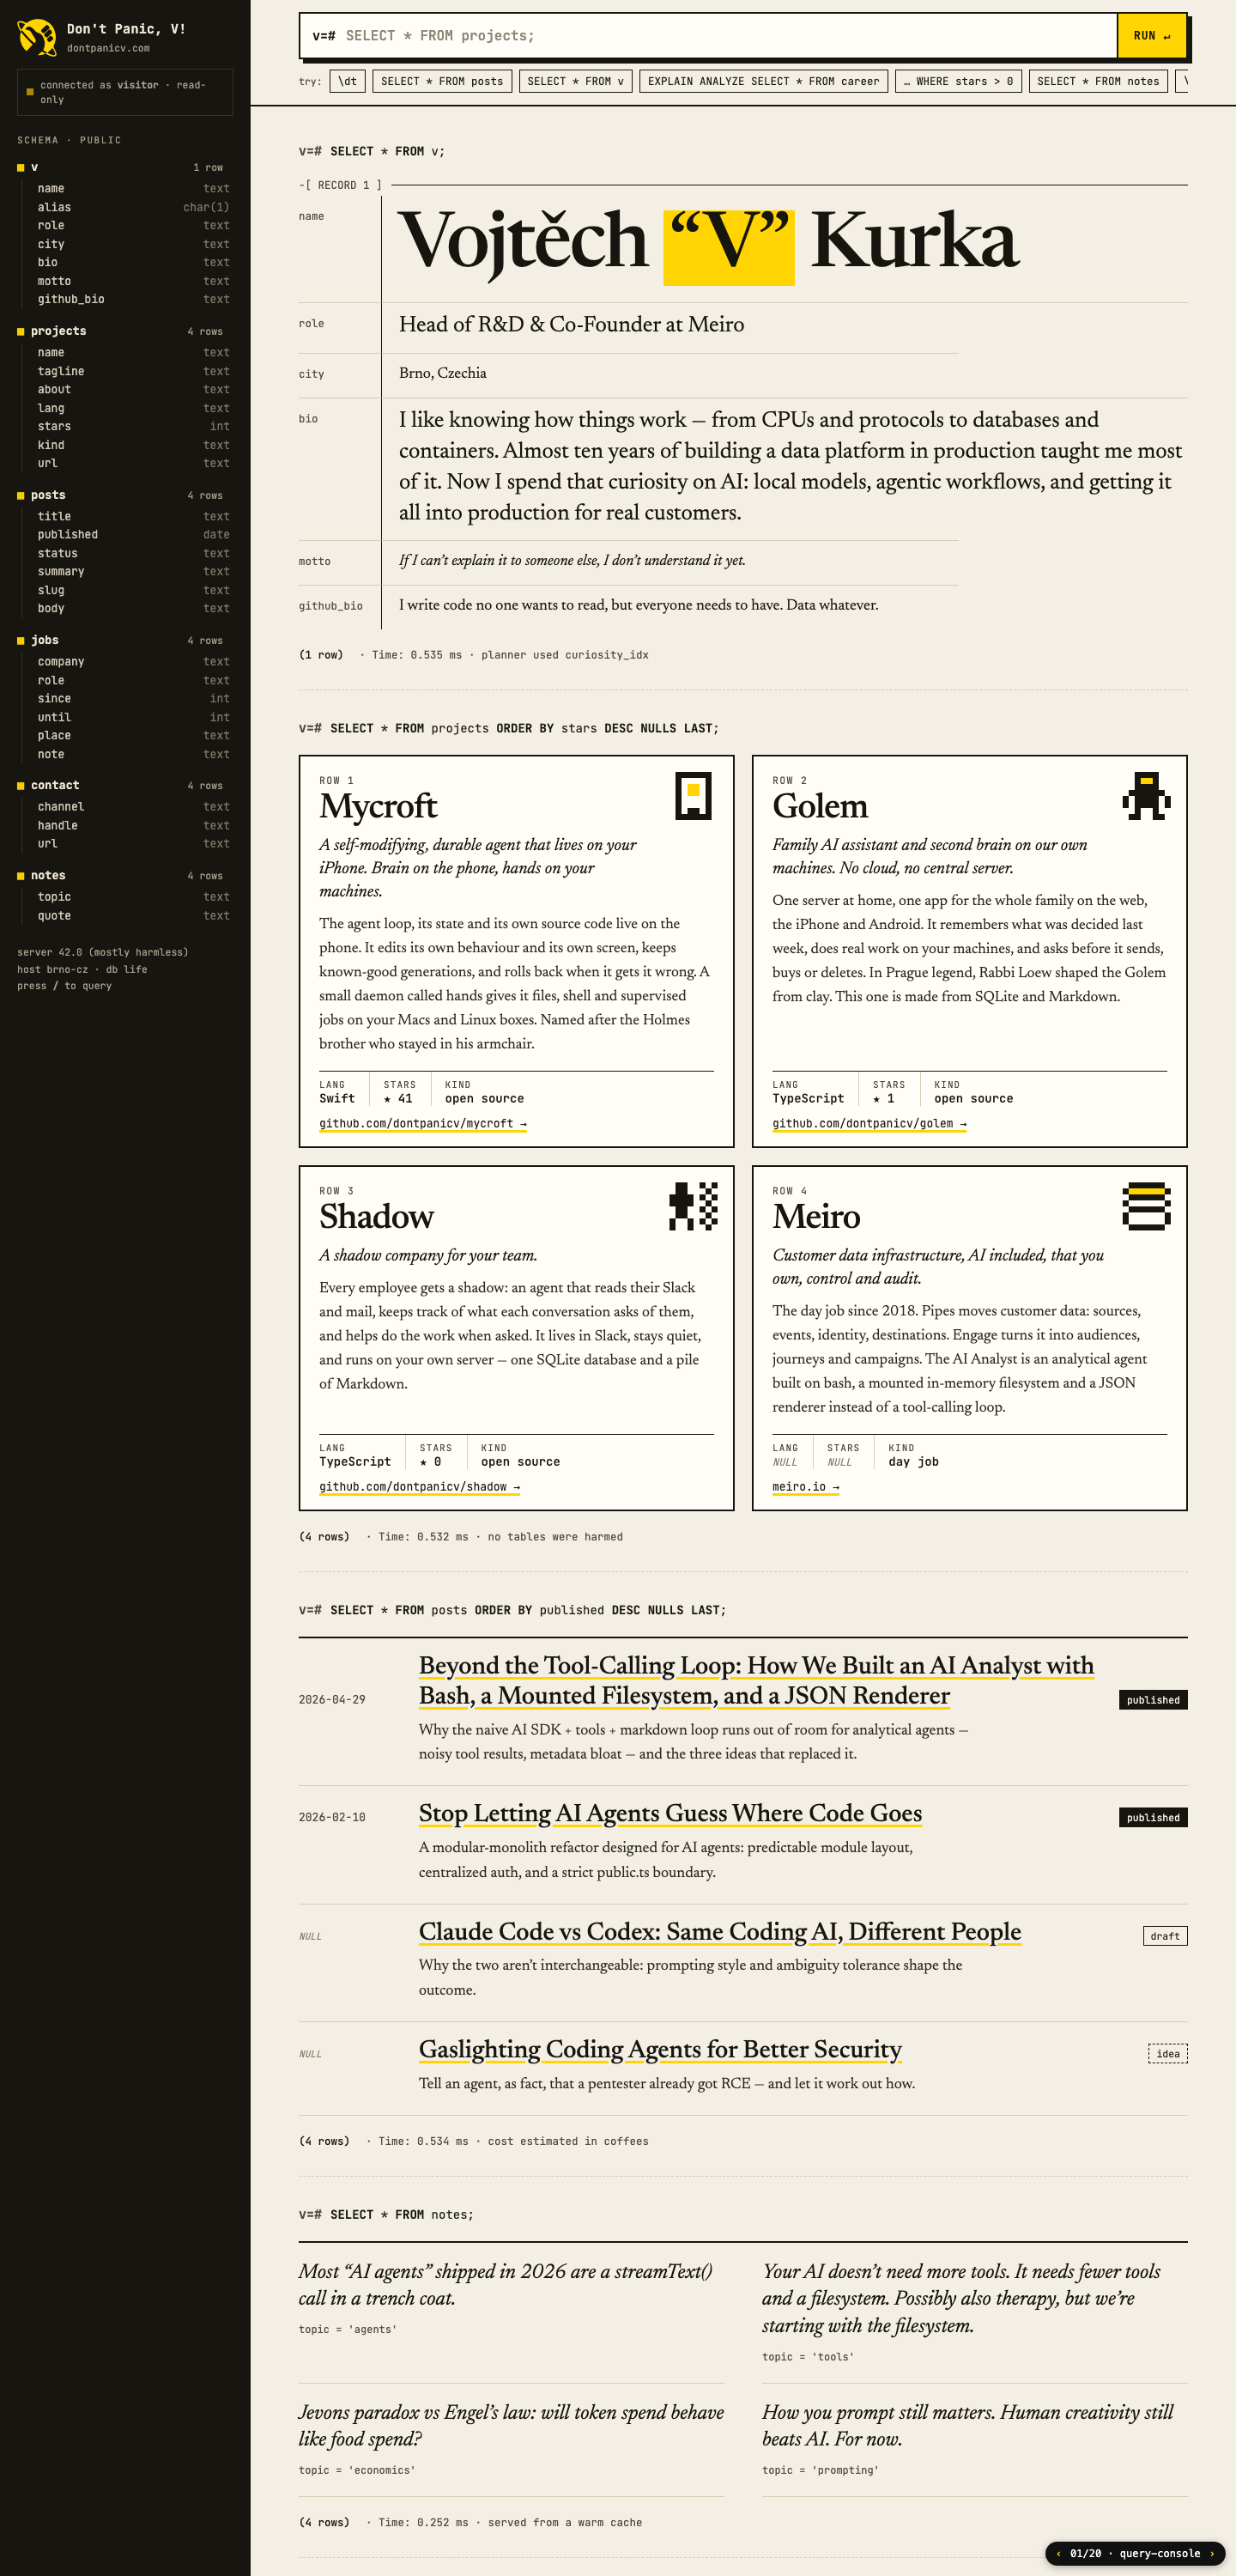 Don't Panic, V!
dontpanicv.com
connected as visitor · read-
only
SCHEMA · PUBLIC
v 1 row
name text
alias char(1)
role text
city text
bio text
motto text
github_bio text
projects 4 rows
name text
tagline text
about text
lang text
stars int
kind text
url text
posts 4 rows
title text
published date
status text
summary text
slug text
body text
jobs 4 rows
company text
role text
since int
until int
place text
note text
contact 4 rows
channel text
handle text
url text
notes 4 rows
topic text
quote text
server 42.0 (mostly harmless)
host brno-cz · db life
press / to query
v=# SELECT * FROM projects; RUN ↵
try: \dt SELECT * FROM posts SELECT * FROM v EXPLAIN ANALYZE SELECT * FROM career … WHERE stars > 0 SELECT * FROM notes
v=# SELECT * FROM v;
-[ RECORD 1 ]
name Vojtěch “V” Kurka
role Head of R&D & Co-Founder at Meiro
city Brno, Czechia
bio I like knowing how things work — from CPUs and protocols to databases and
containers. Almost ten years of building a data platform in production taught me most
of it. Now I spend that curiosity on AI: local models, agentic workflows, and getting it
all into production for real customers.
motto If I can’t explain it to someone else, I don’t understand it yet.
github_bio I write code no one wants to read, but everyone needs to have. Data whatever.
(1 row) · Time: 0.535 ms · planner used curiosity_idx
v=# SELECT * FROM projects ORDER BY stars DESC NULLS LAST;
ROW 1
Mycroft
A self-modifying, durable agent that lives on your
iPhone. Brain on the phone, hands on your
machines.
The agent loop, its state and its own source code live on the
phone. It edits its own behaviour and its own screen, keeps
known-good generations, and rolls back when it gets it wrong. A
small daemon called hands gives it files, shell and supervised
jobs on your Macs and Linux boxes. Named after the Holmes
brother who stayed in his armchair.
LANG STARS KIND
Swift ★ 41 open source
github.com/dontpanicv/mycroft →
ROW 2
Golem
Family AI assistant and second brain on our own
machines. No cloud, no central server.
One server at home, one app for the whole family on the web,
the iPhone and Android. It remembers what was decided last
week, does real work on your machines, and asks before it sends,
buys or deletes. In Prague legend, Rabbi Loew shaped the Golem
from clay. This one is made from SQLite and Markdown.
LANG STARS KIND
TypeScript ★ 1 open source
github.com/dontpanicv/golem →
ROW 3
Shadow
A shadow company for your team.
Every employee gets a shadow: an agent that reads their Slack
and mail, keeps track of what each conversation asks of them,
and helps do the work when asked. It lives in Slack, stays quiet,
and runs on your own server — one SQLite database and a pile
of Markdown.
LANG STARS KIND
TypeScript ★ 0 open source
github.com/dontpanicv/shadow →
ROW 4
Meiro
Customer data infrastructure, AI included, that you
own, control and audit.
The day job since 2018. Pipes moves customer data: sources,
events, identity, destinations. Engage turns it into audiences,
journeys and campaigns. The AI Analyst is an analytical agent
built on bash, a mounted in-memory filesystem and a JSON
renderer instead of a tool-calling loop.
LANG STARS KIND
NULL NULL day job
meiro.io →
(4 rows) · Time: 0.532 ms · no tables were harmed
v=# SELECT * FROM posts ORDER BY published DESC NULLS LAST;
Beyond the Tool-Calling Loop: How We Built an AI Analyst with
2026-04-29 Bash, a Mounted Filesystem, and a JSON Renderer published
Why the naive AI SDK + tools + markdown loop runs out of room for analytical agents —
noisy tool results, metadata bloat — and the three ideas that replaced it.
2026-02-10 Stop Letting AI Agents Guess Where Code Goes published
A modular-monolith refactor designed for AI agents: predictable module layout,
centralized auth, and a strict public.ts boundary.
NULL Claude Code vs Codex: Same Coding AI, Different People draft
Why the two aren’t interchangeable: prompting style and ambiguity tolerance shape the
outcome.
NULL Gaslighting Coding Agents for Better Security idea
Tell an agent, as fact, that a pentester already got RCE — and let it work out how.
(4 rows) · Time: 0.534 ms · cost estimated in coffees
v=# SELECT * FROM notes;
Most “AI agents” shipped in 2026 are a streamText()
call in a trench coat.
topic = 'agents'
Your AI doesn’t need more tools. It needs fewer tools
and a filesystem. Possibly also therapy, but we’re
starting with the filesystem.
topic = 'tools'
Jevons paradox vs Engel’s law: will token spend behave
like food spend?
topic = 'economics'
How you prompt still matters. Human creativity still
beats AI. For now.
topic = 'prompting'
(4 rows) · Time: 0.252 ms · served from a warm cache
‹ 01/20 · query-console ›